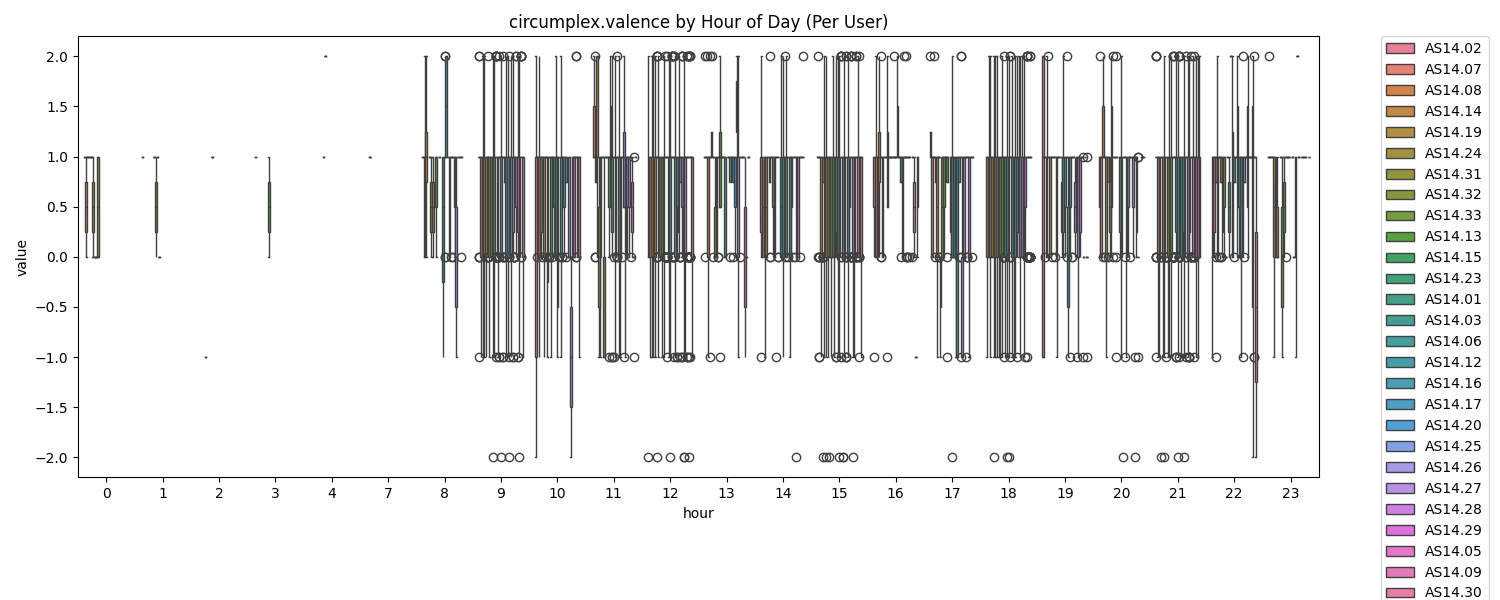 circumplex.valence by Hour of Day (Per User)
value
2.0
1.5
1.0
0.5
0.0
−0.5
−1.0
−1.5
−2.0
0 1 2 3 4 7 8 9 10 11 12 13 14 15 16 17 18 19 20 21 22 23
hour
AS14.02
AS14.07
AS14.08
AS14.14
AS14.19
AS14.24
AS14.31
AS14.32
AS14.33
AS14.13
AS14.15
AS14.23
AS14.01
AS14.03
AS14.06
AS14.12
AS14.16
AS14.17
AS14.20
AS14.25
AS14.26
AS14.27
AS14.28
AS14.29
AS14.05
AS14.09
AS14.30